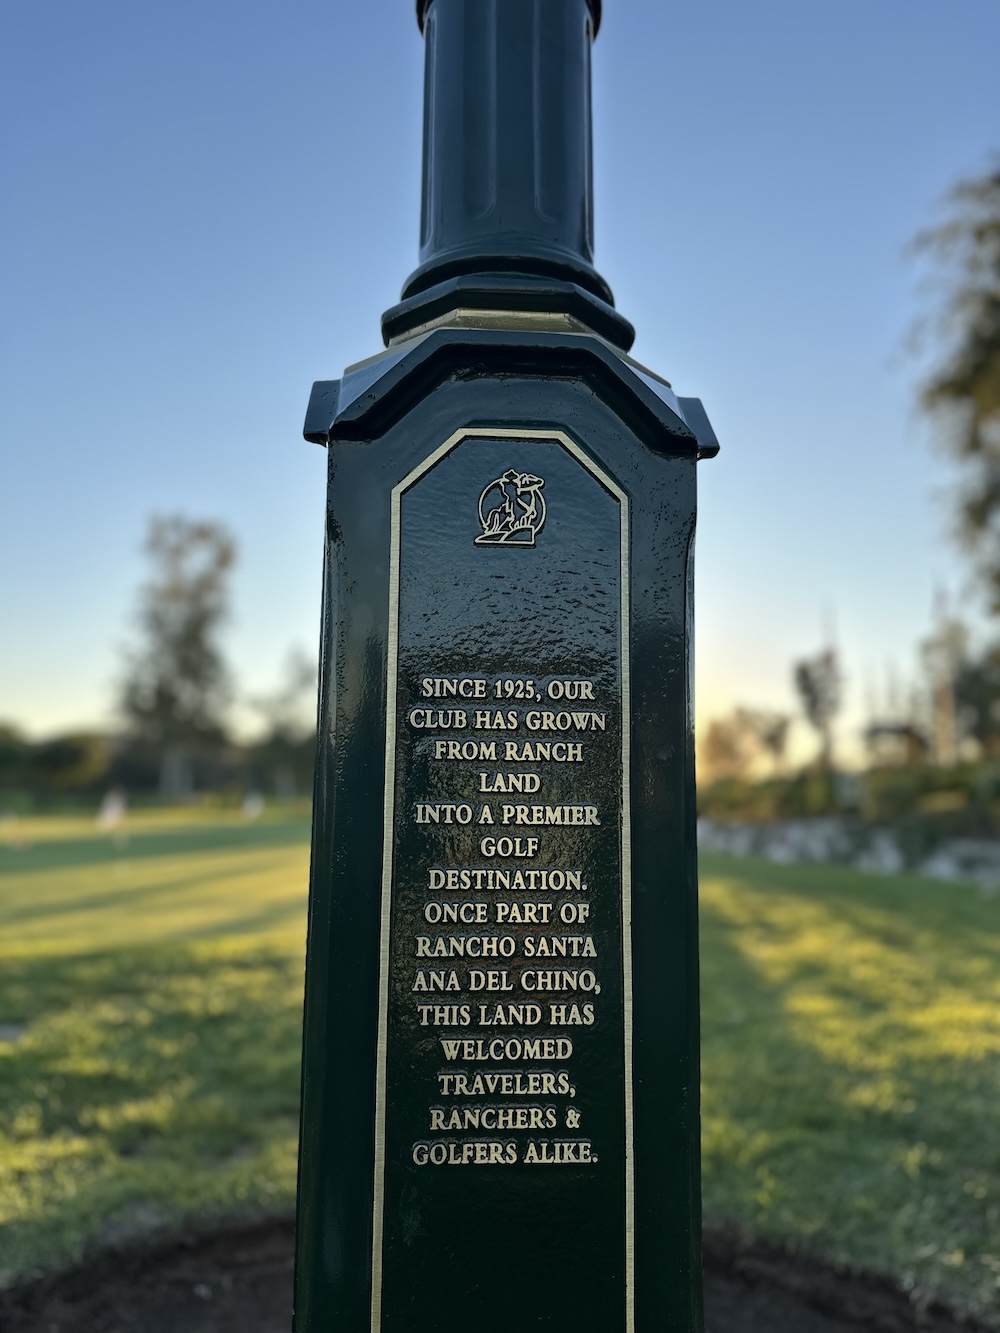 SINCE 1925, OUR
CLUB HAS GROWN
FROM RANCH
LAND
INTO A PREMIER
GOLF
DESTINATION.
ONCE PART OF
RANCHO SANTA
ANA DEL CHINO,
THIS LAND HAS
WELCOMED
TRAVELERS,
RANCHERS &
GOLFERS ALIKE.